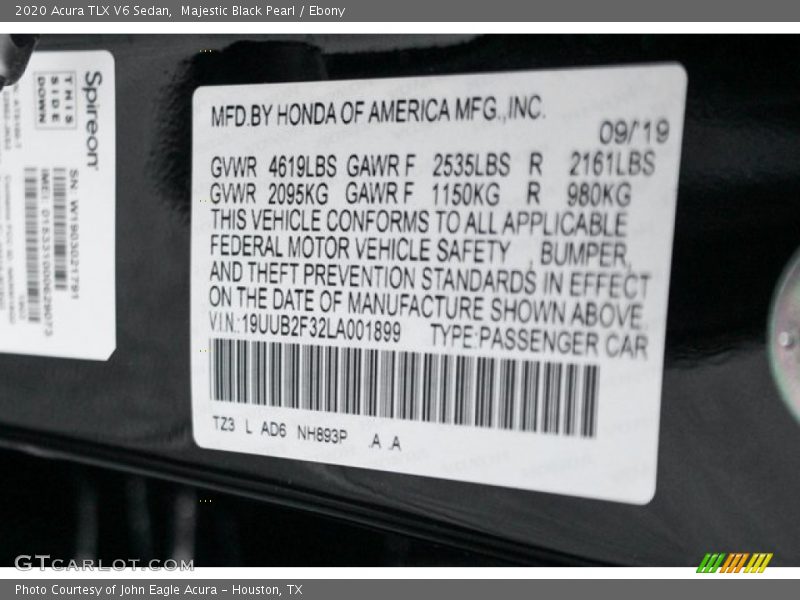 2020 Acura TLX V6 Sedan,  Majestic Black Pearl / Ebony
Spireon
THIS
SIDE
DOWN
SN: W190302179
MFD.BY HONDA OF AMERICA MFG.,INC.
09/'19
GVWR 4619LBS GAWR F 2535LBS R 2161LBS
GVWR 2095KG GAWR F 1150KG R 980KG
THIS VEHICLE CONFORMS TO ALL APPLICABLE
FEDERAL MOTOR VEHICLE SAFETY , BUMPER,
AND THEFT PREVENTION STANDARDS IN EFFECT
ON THE DATE OF MANUFACTURE SHOWN ABOVE.
V.I.N.:19UUB2F32LA001899 TYPE:PASSENGER CAR
TZ3 L AD6 NH893P .A .A
GTCARLOT.COM
Photo Courtesy of John Eagle Acura - Houston, TX